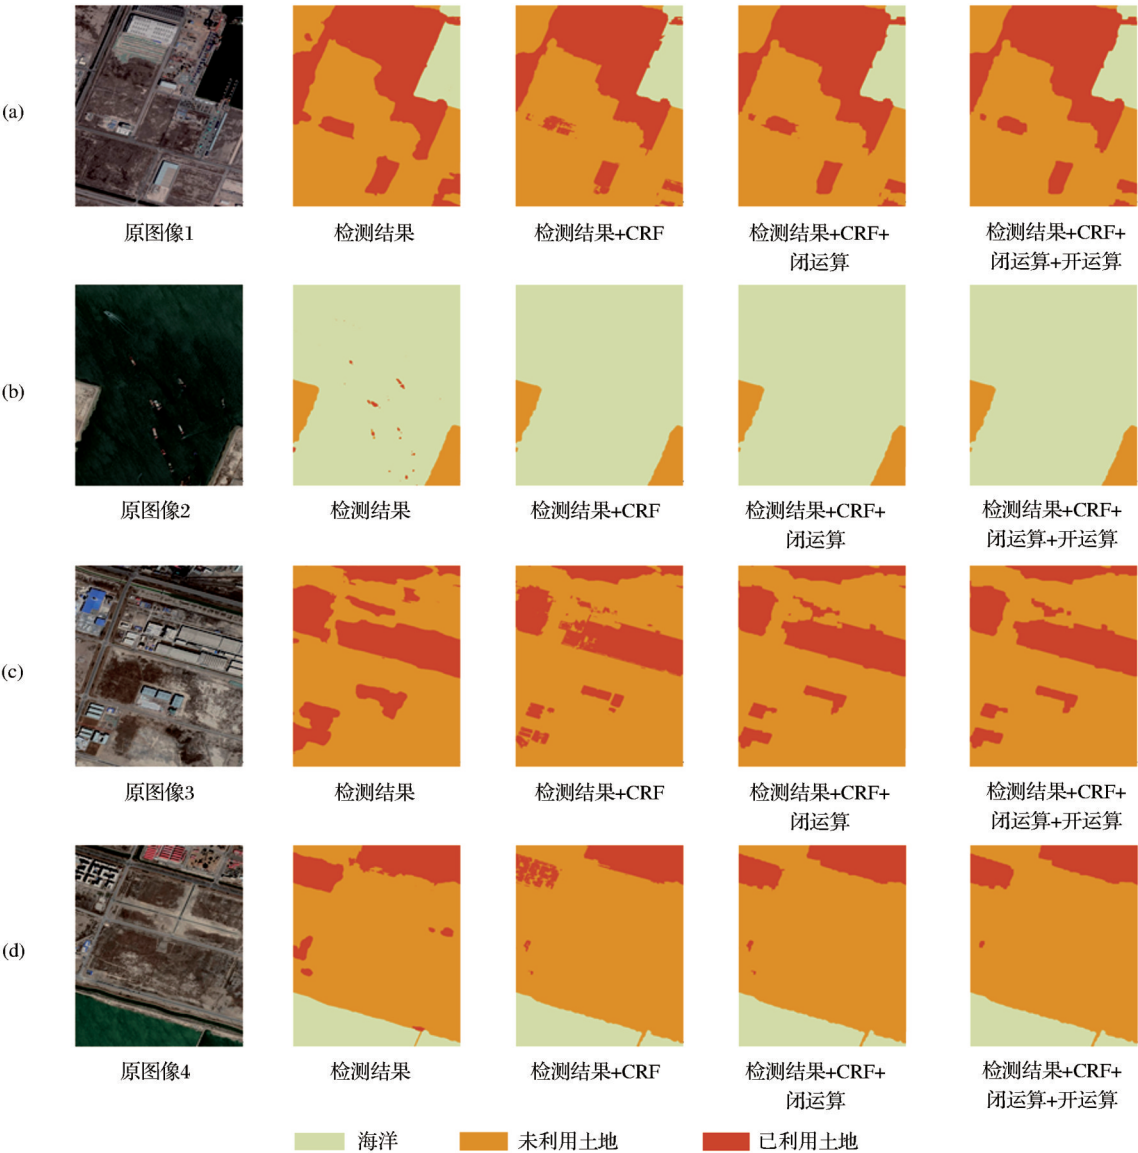 (a)
原图像1
检测结果
检测结果+CRF
检测结果+CRF+
闭运算
检测结果+CRF+
闭运算+开运算
(b)
原图像2
检测结果
检测结果+CRF
检测结果+CRF+
闭运算
检测结果+CRF+
闭运算+开运算
(c)
原图像3
检测结果
检测结果+CRF
检测结果+CRF+
闭运算
检测结果+CRF+
闭运算+开运算
(d)
原图像4
检测结果
检测结果+CRF
检测结果+CRF+
闭运算
检测结果+CRF+
闭运算+开运算
海洋
未利用土地
已利用土地